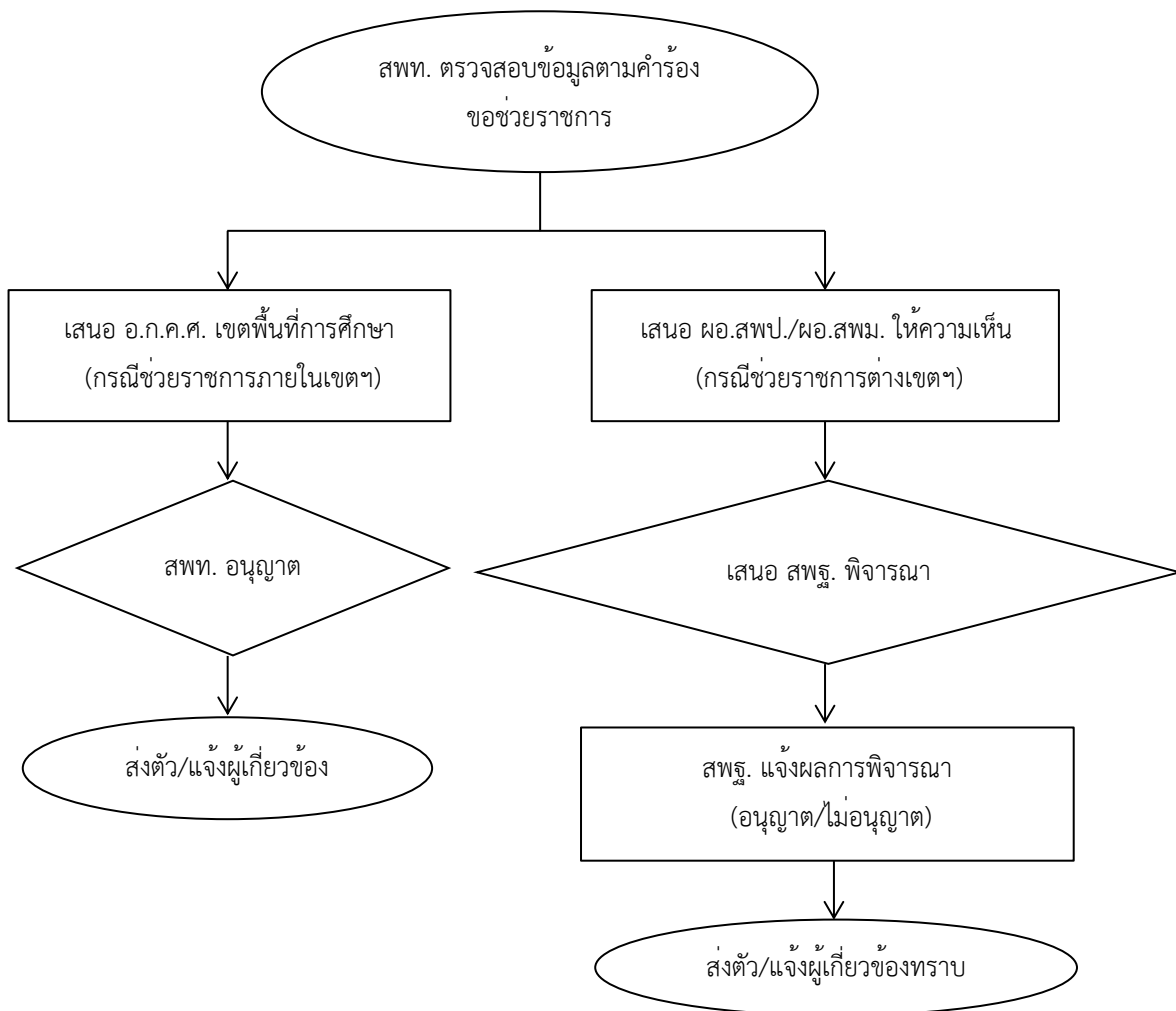 สพท. ตรวจสอบข้อมูลตามคำร้อง
ขอช่วยราชการ
เสนอ อ.ก.ค.ศ. เขตพื้นที่การศึกษา
(กรณีช่วยราชการภายในเขตฯ)
เสนอ ผอ.สพป./ผอ.สพม. ให้ความเห็น
(กรณีช่วยราชการต่างเขตฯ)
สพท. อนุญาต
เสนอ สพฐ. พิจารณา
ส่งตัว/แจ้งผู้เกี่ยวข้อง
สพฐ. แจ้งผลการพิจารณา
(อนุญาต/ไม่อนุญาต)
ส่งตัว/แจ้งผู้เกี่ยวข้องทราบ